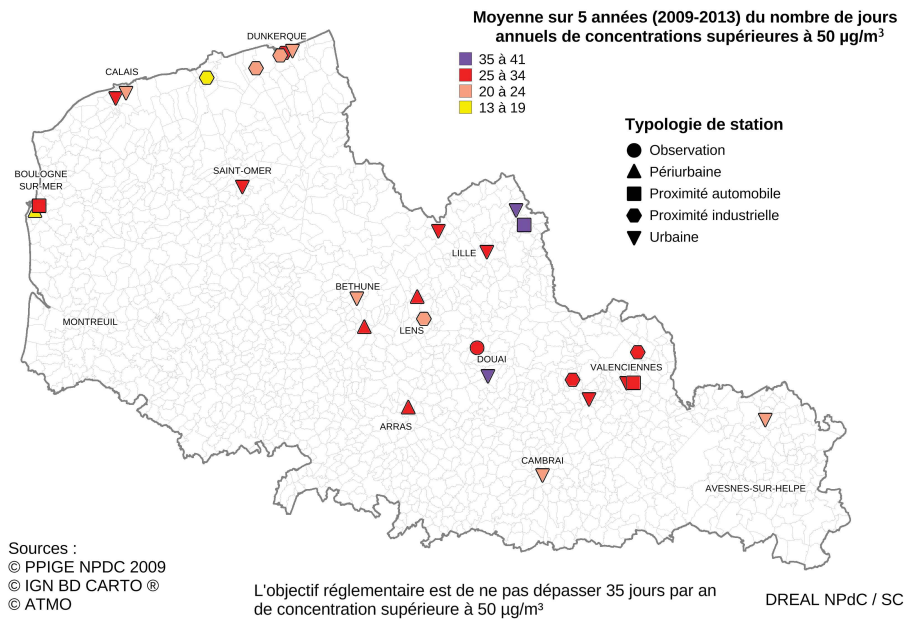 Moyenne sur 5 années (2009-2013) du nombre de jours
annuels de concentrations supérieures à 50 µg/m³
35 à 41
25 à 34
20 à 24
13 à 19
Typologie de station
Observation
Périurbaine
Proximité automobile
Proximité industrielle
Urbaine
DUNKERQUE
CALAIS
BOULOGNE
SUR-MER
SAINT-OMER
LILLE
BETHUNE
MONTREUIL
LENS
DOUAI
VALENCIENNES
ARRAS
CAMBRAI
AVESNES-SUR-HELPE
Sources :
© PPIGE NPDC 2009
© IGN BD CARTO ®
© ATMO
L'objectif réglementaire est de ne pas dépasser 35 jours par an
de concentration supérieure à 50 µg/m³
DREAL NPdC / SC